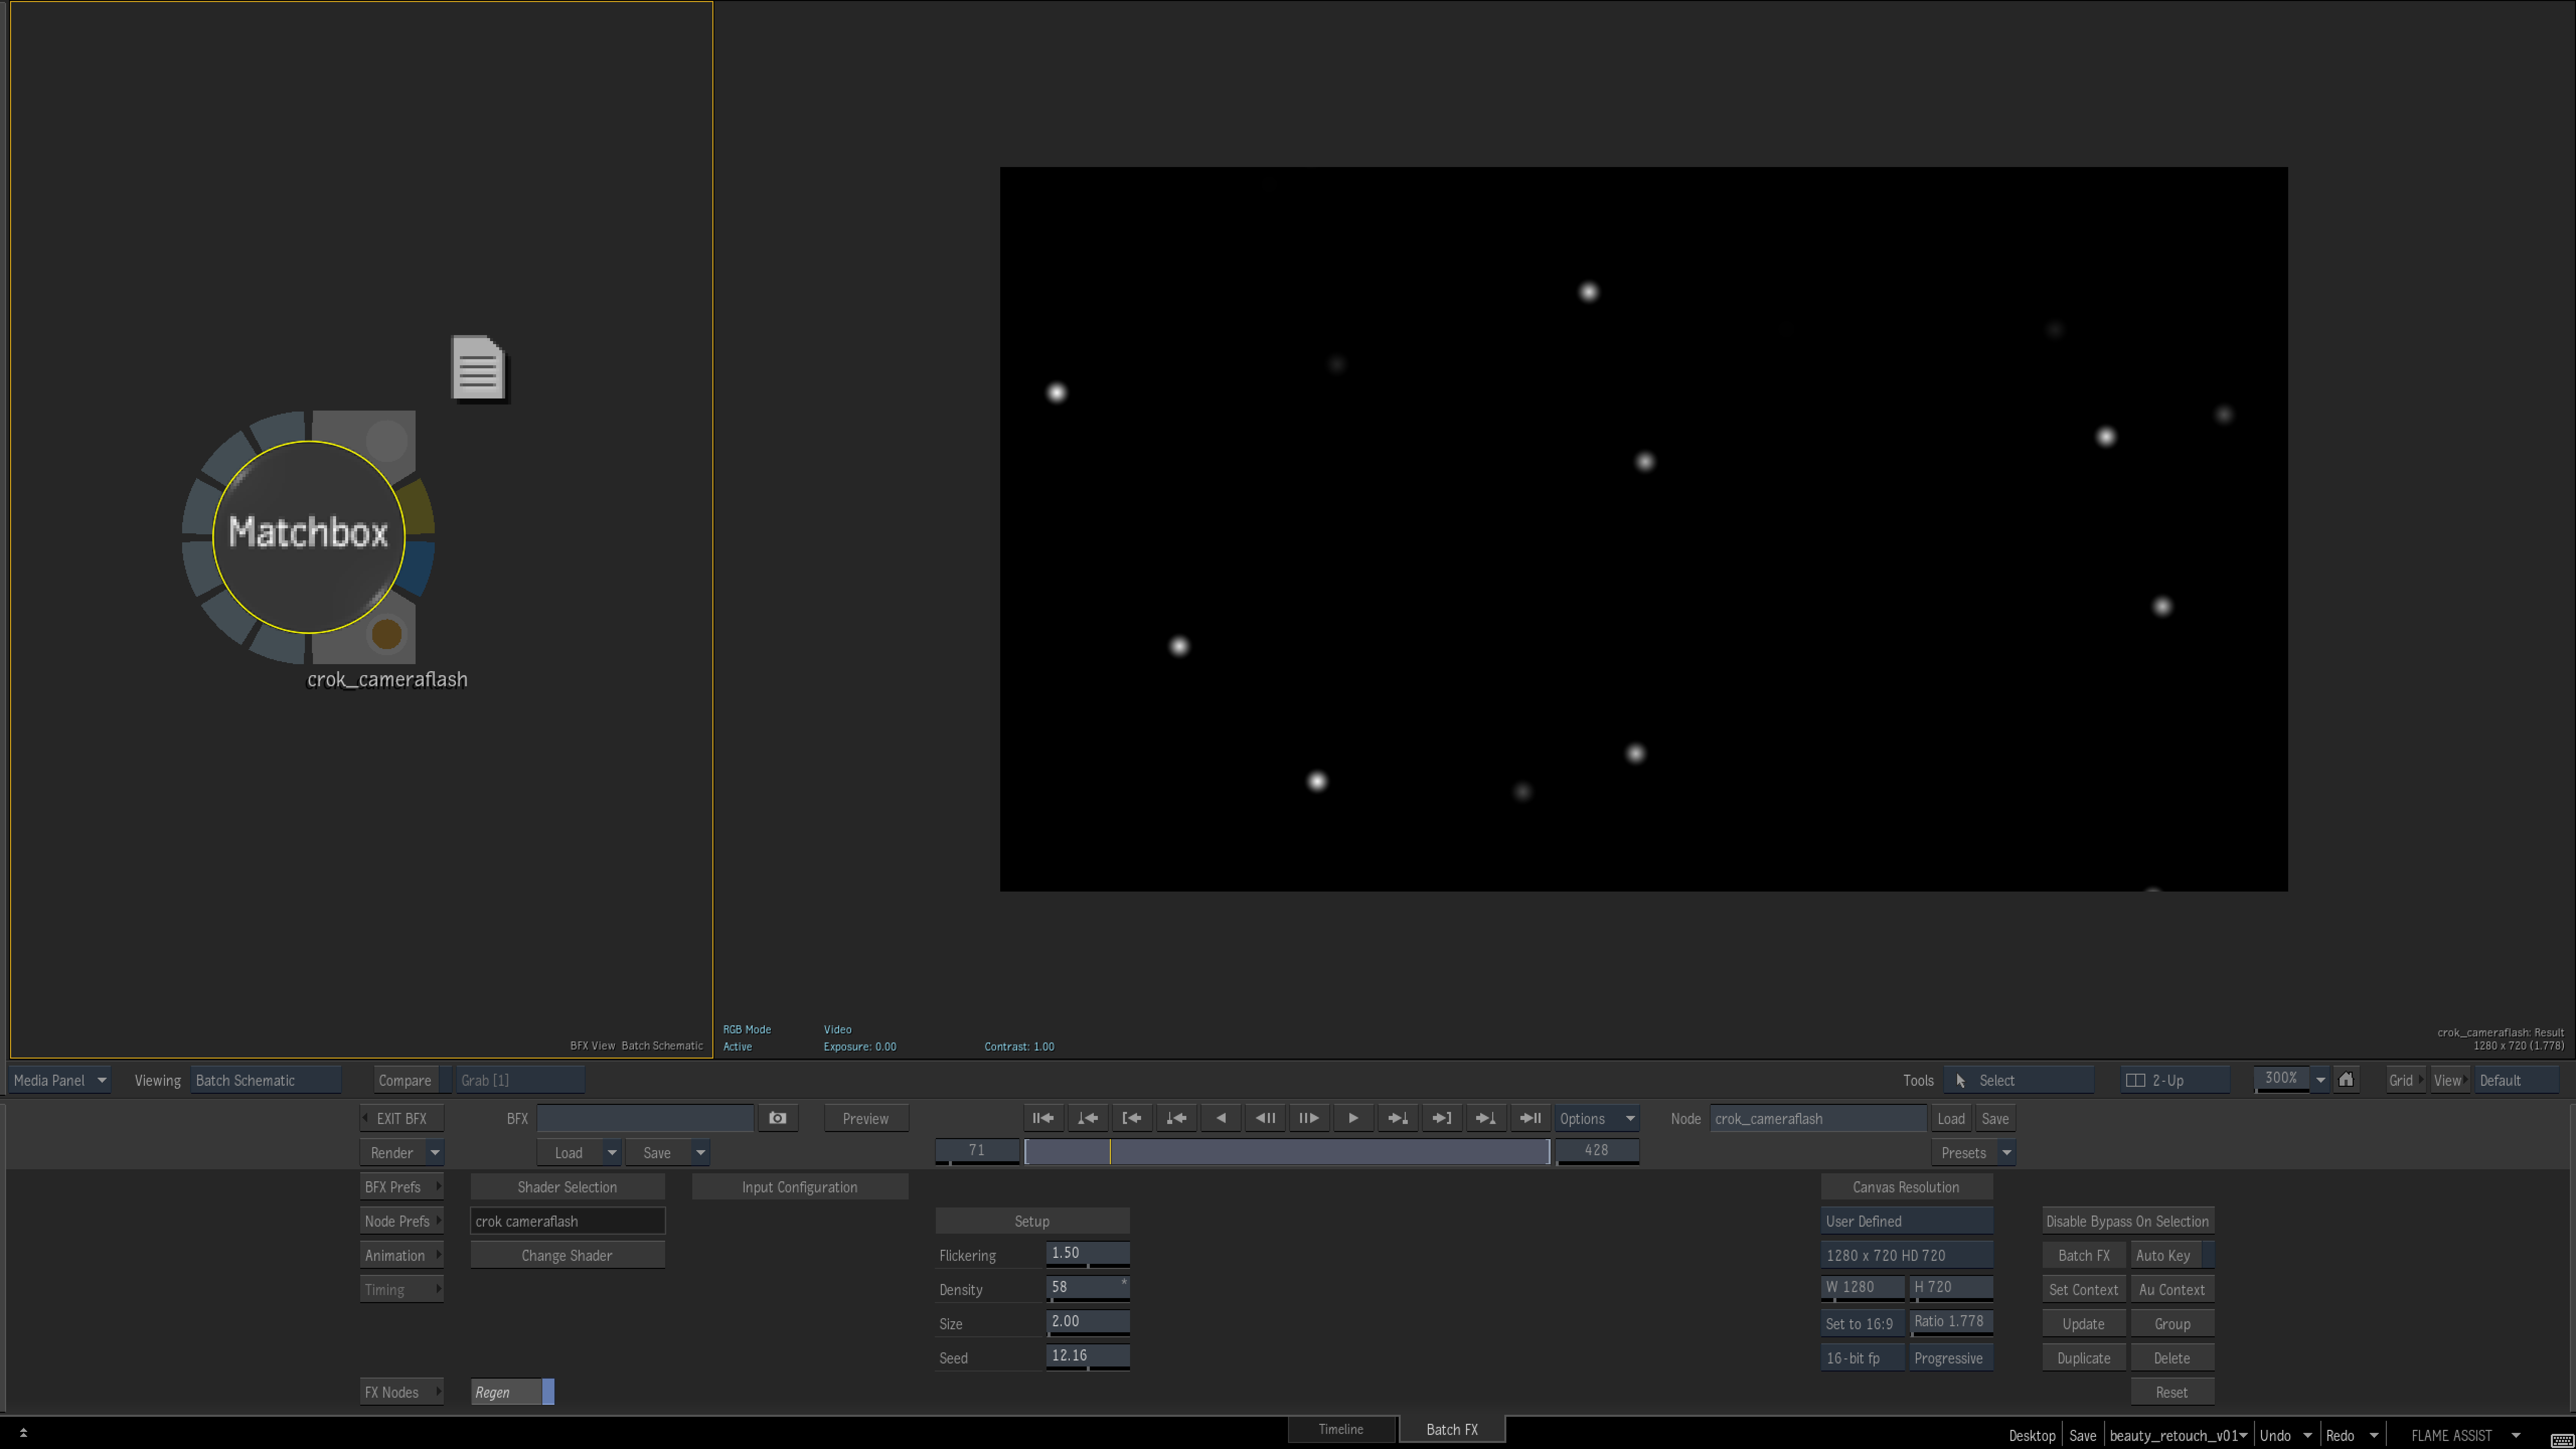 Matchbox
crok_cameraflash
BFX View Batch Schematic
RGB Mode Video
Active Exposure: 0.00 Contrast: 1.00
crok_cameraflash: Result
1280 x 720 (1.778)
Media Panel Viewing Batch Schematic Compare Grab [1] Tools Select 2-Up 300% Grid View Default
EXIT BFX BFX Preview Options Node crok_cameraflash Load Save
Render Load Save 71 428 Presets
BFX Prefs Shader Selection Input Configuration Canvas Resolution
Node Prefs crok cameraflash Setup User Defined Disable Bypass On Selection
Animation Change Shader Flickering 1.50 1280 x 720 HD 720 Batch FX Auto Key
Timing Density 58 * W 1280 H 720 Set Context Au Context
Size 2.00 Set to 16:9 Ratio 1.778 Update Group
Seed 12.16 16-bit fp Progressive Duplicate Delete
FX Nodes Regen Reset
Timeline Batch FX Desktop Save beauty_retouch_v01 Undo Redo FLAME ASSIST